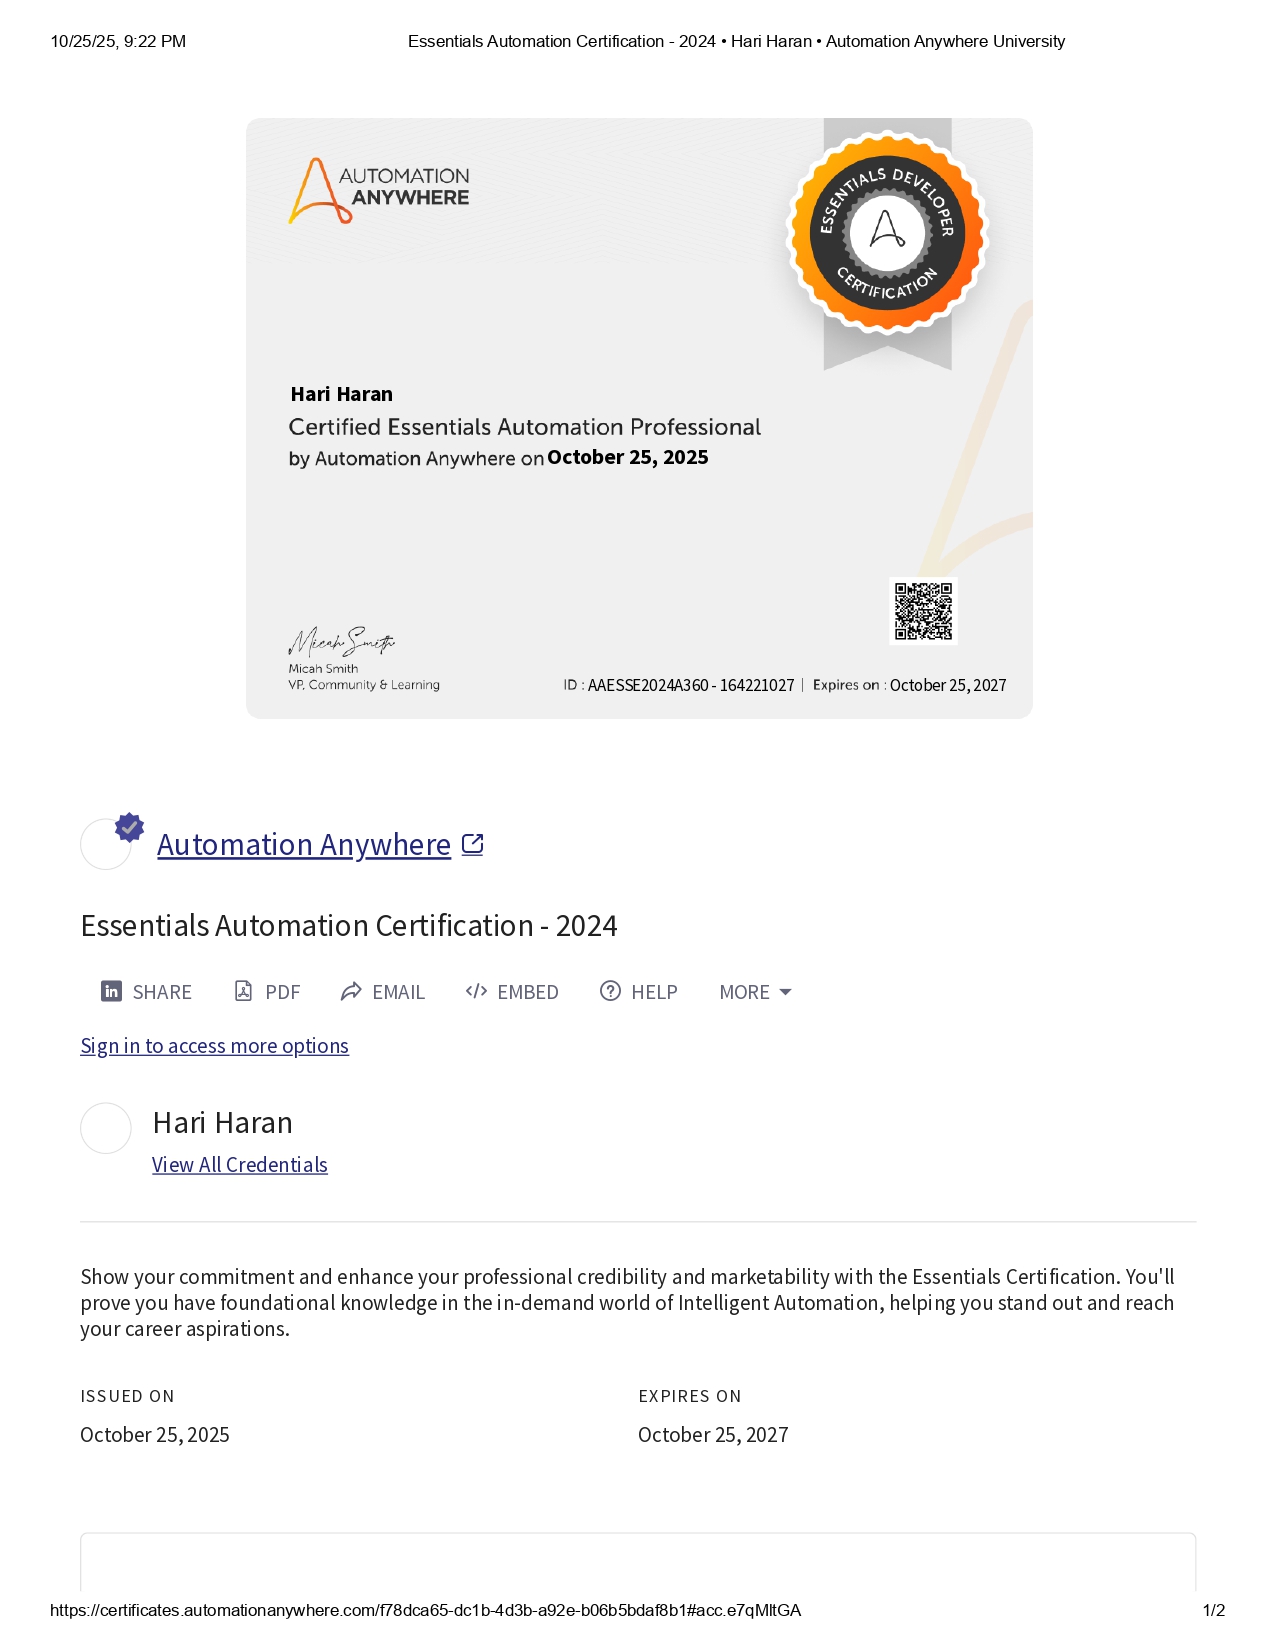 10/25/25, 9:22 PM
Essentials Automation Certification - 2024 • Hari Haran • Automation Anywhere University
AUTOMATION
ANYWHERE
ESSENTIALS DEVELOPER
CERTIFICATION
Hari Haran
Certified Essentials Automation Professional
by Automation Anywhere on October 25, 2025
Micah Smith
Micah Smith
VP, Community & Learning
ID : AAESSE2024A360 - 164221027 | Expires on : October 25, 2027
Automation Anywhere
Essentials Automation Certification - 2024
in SHARE PDF EMAIL EMBED HELP MORE
Sign in to access more options
Hari Haran
View All Credentials
Show your commitment and enhance your professional credibility and marketability with the Essentials Certification. You'll
prove you have foundational knowledge in the in-demand world of Intelligent Automation, helping you stand out and reach
your career aspirations.
ISSUED ON
October 25, 2025
EXPIRES ON
October 25, 2027
https://certificates.automationanywhere.com/f78dca65-dc1b-4d3b-a92e-b06b5bdaf8b1#acc.e7qMltGA
1/2